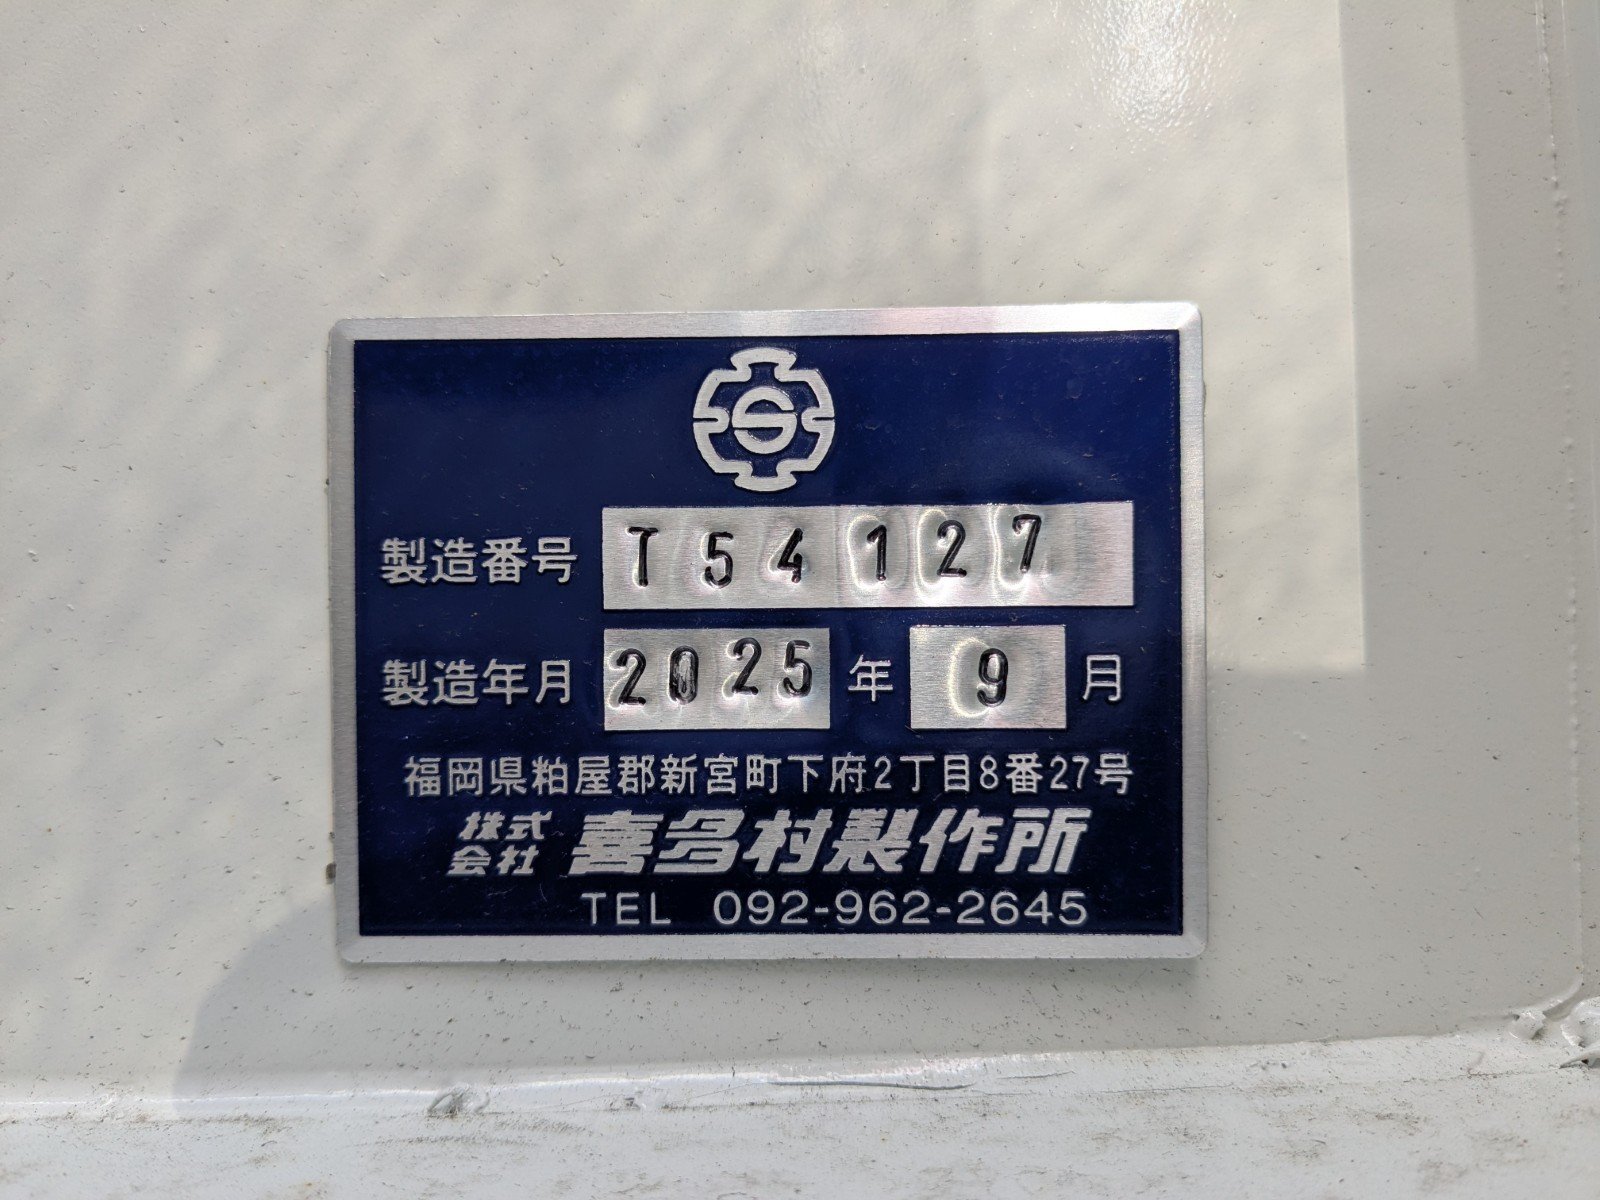 S
製造番号 T54127
製造年月 2025 年 9 月
福岡県粕屋郡新宮町下府2丁目8番27号
株式会社 喜多村製作所
TEL 092-962-2645